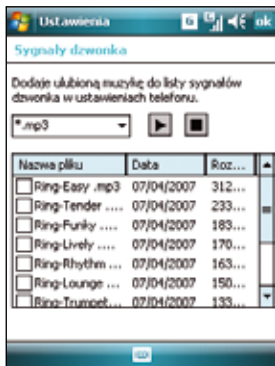 Ustawienia ok
Sygnały dzwonka
Dodaje ulubioną muzykę do listy sygnałów
dzwonka w ustawieniach telefonu.
*.mp3
Nazwa pliku Data Roz...
Ring-Easy .mp3 07/04/2007 312...
Ring-Tender .... 07/04/2007 233...
Ring-Funky .... 07/04/2007 183...
Ring-Lively .... 07/04/2007 170...
Ring-Rhythm ... 07/04/2007 163...
Ring-Lounge ... 07/04/2007 150...
Ring-Trumpet... 07/04/2007 133...